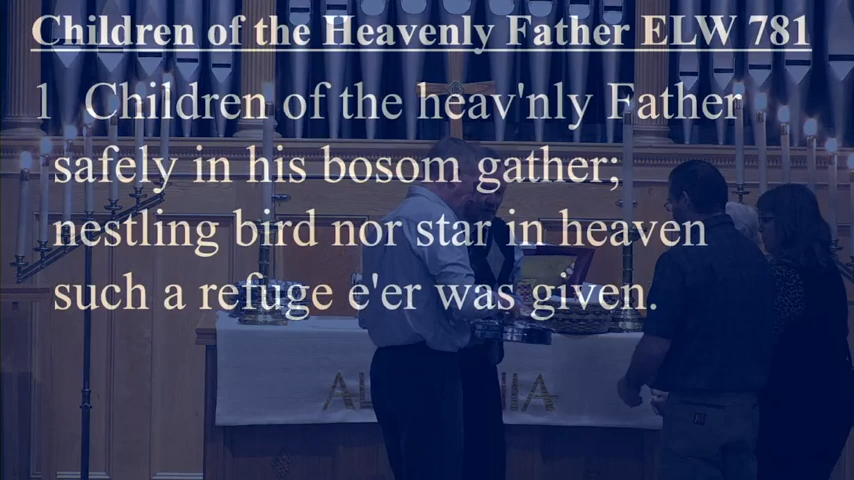 Children of the Heavenly Father ELW 781
1 Children of the heav'nly Father
safely in his bosom gather;
nestling bird nor star in heaven
such a refuge e'er was given.